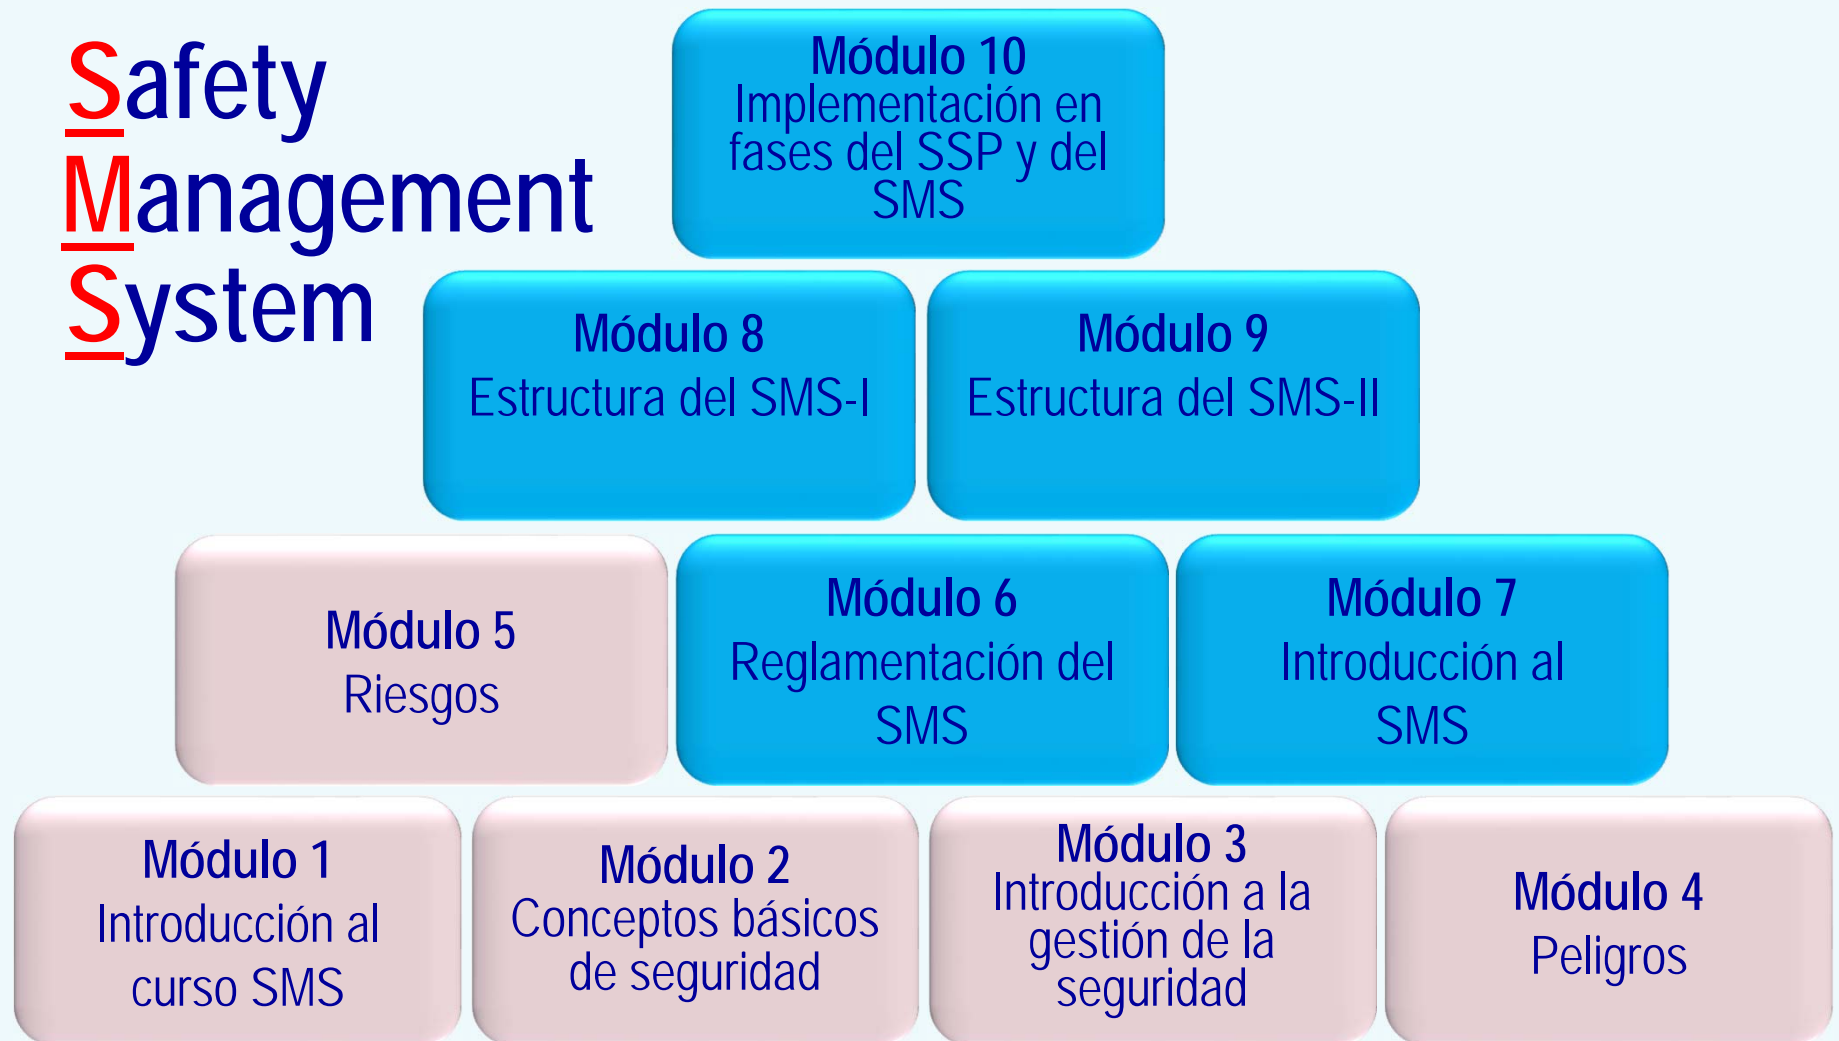 Safety
Management
System
Módulo 10
Implementación en
fases del SSP y del
SMS
Módulo 8
Estructura del SMS-I
Módulo 9
Estructura del SMS-II
Módulo 5
Riesgos
Módulo 6
Reglamentación del
SMS
Módulo 7
Introducción al
SMS
Módulo 1
Introducción al
curso SMS
Módulo 2
Conceptos básicos
de seguridad
Módulo 3
Introducción a la
gestión de la
seguridad
Módulo 4
Peligros